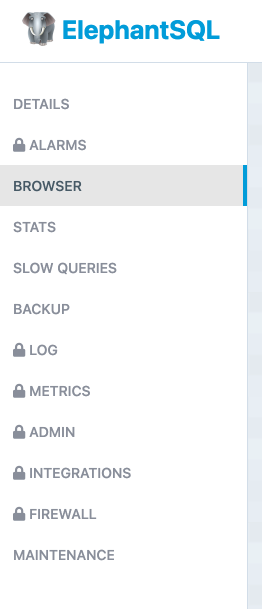 ElephantSQL
DETAILS
ALARMS
BROWSER
STATS
SLOW QUERIES
BACKUP
LOG
METRICS
ADMIN
INTEGRATIONS
FIREWALL
MAINTENANCE